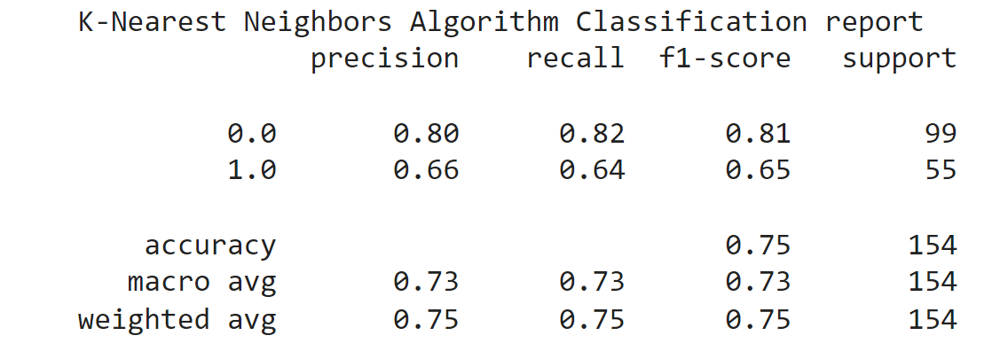 K-Nearest Neighbors Algorithm Classification report
precision recall f1-score support
0.0 0.80 0.82 0.81 99
1.0 0.66 0.64 0.65 55
accuracy 0.75 154
macro avg 0.73 0.73 0.73 154
weighted avg 0.75 0.75 0.75 154